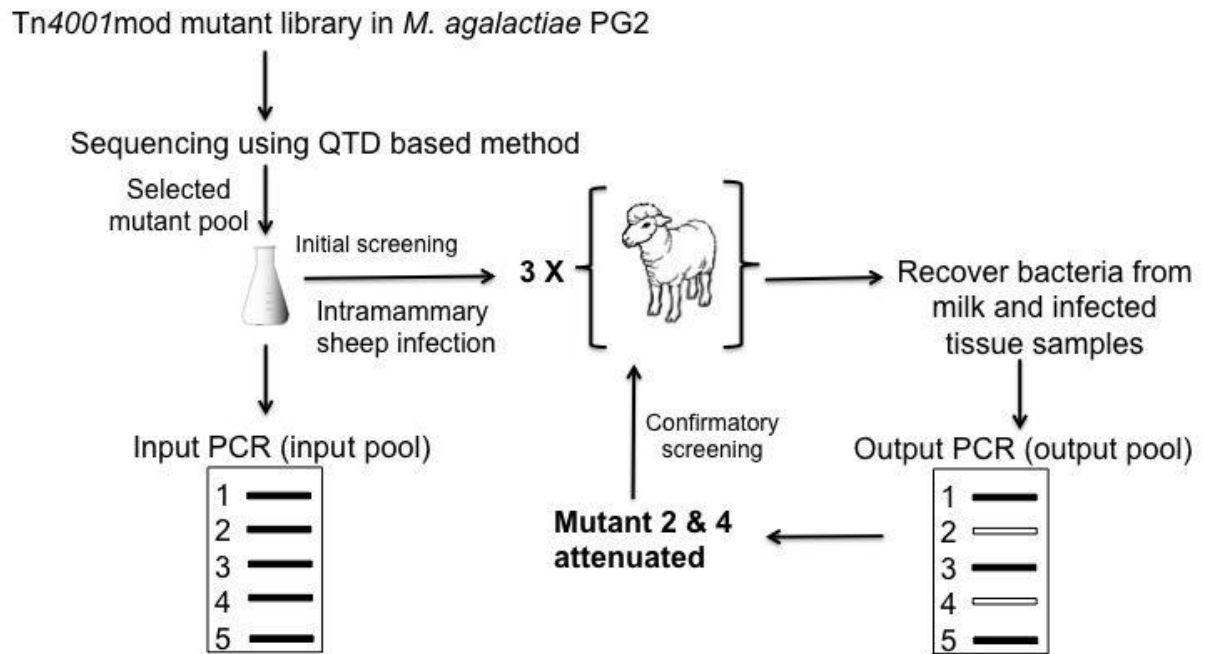 Tn4001mod mutant library in M. agalactiae PG2
Sequencing using QTD based method
Selected
mutant pool
Initial screening
Intramammary
sheep infection
3 X
Recover bacteria from
milk and infected
tissue samples
Confirmatory
screening
Input PCR (input pool)
1
2
3
4
5
Mutant 2 & 4
attenuated
Output PCR (output pool)
1
2
3
4
5